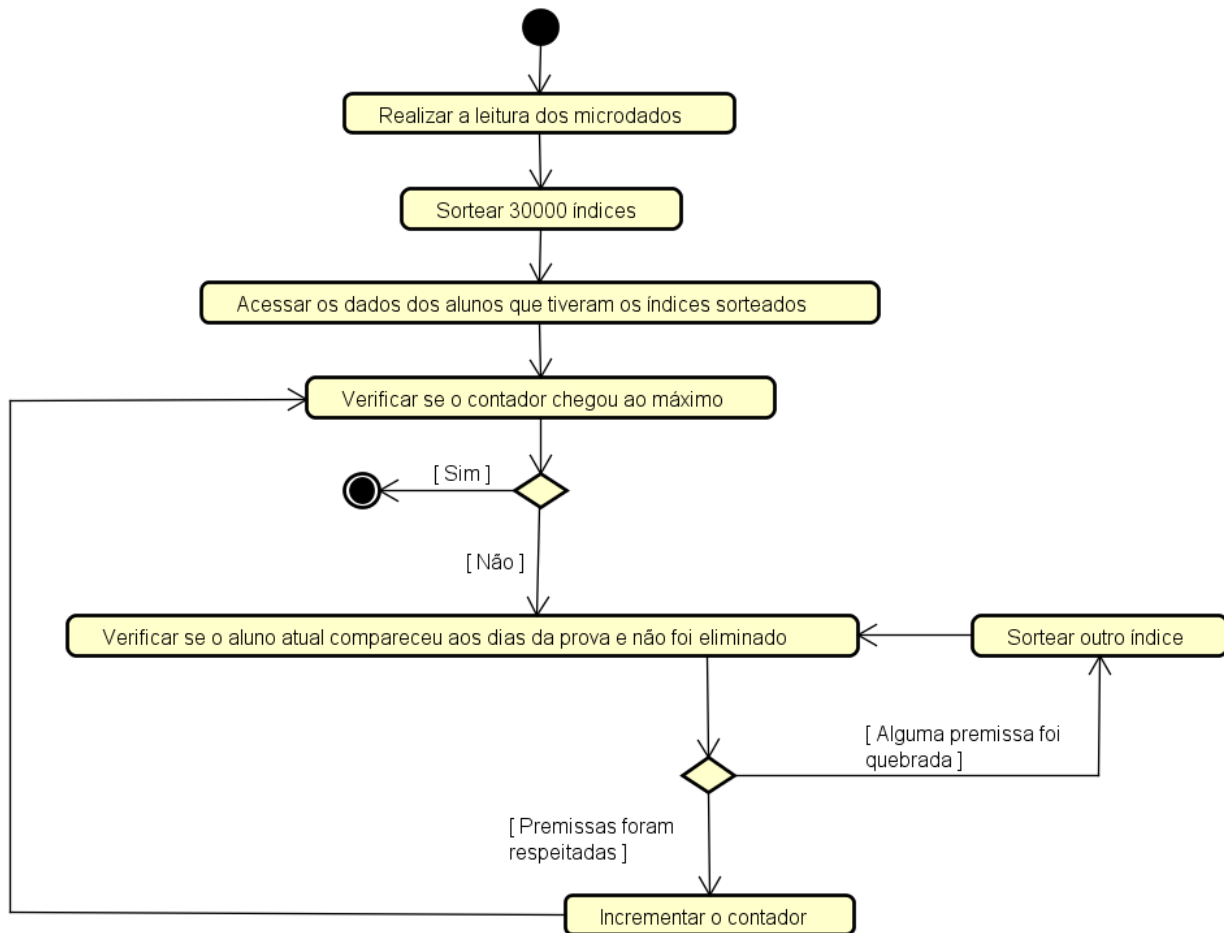 Realizar a leitura dos microdados
Sortear 30000 índices
Acessar os dados dos alunos que tiveram os índices sorteados
Verificar se o contador chegou ao máximo
[ Sim ]
[ Não ]
Verificar se o aluno atual compareceu aos dias da prova e não foi eliminado
Sortear outro índice
[ Alguma premissa foi
quebrada ]
[ Premissas foram
respeitadas ]
Incrementar o contador